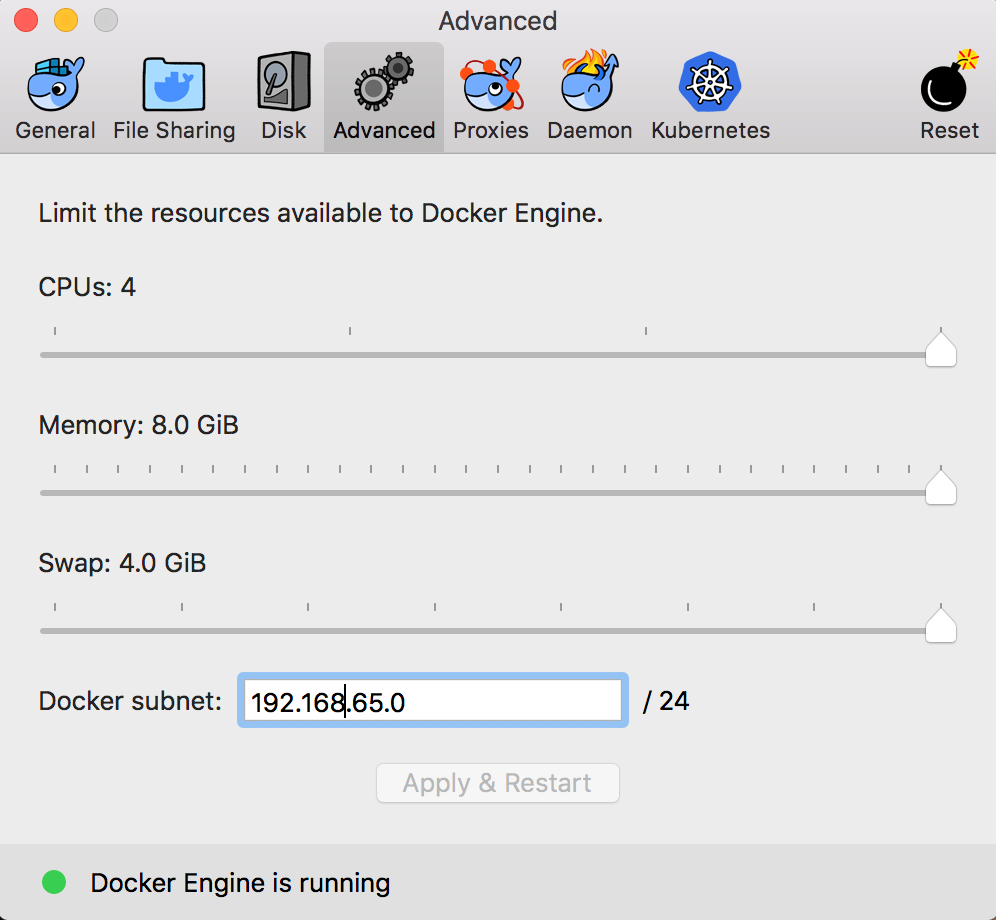 Advanced
General File Sharing Disk Advanced Proxies Daemon Kubernetes Reset
Limit the resources available to Docker Engine.
CPUs: 4
Memory: 8.0 GiB
Swap: 4.0 GiB
Docker subnet: 192.168.65.0 / 24
Apply & Restart
Docker Engine is running